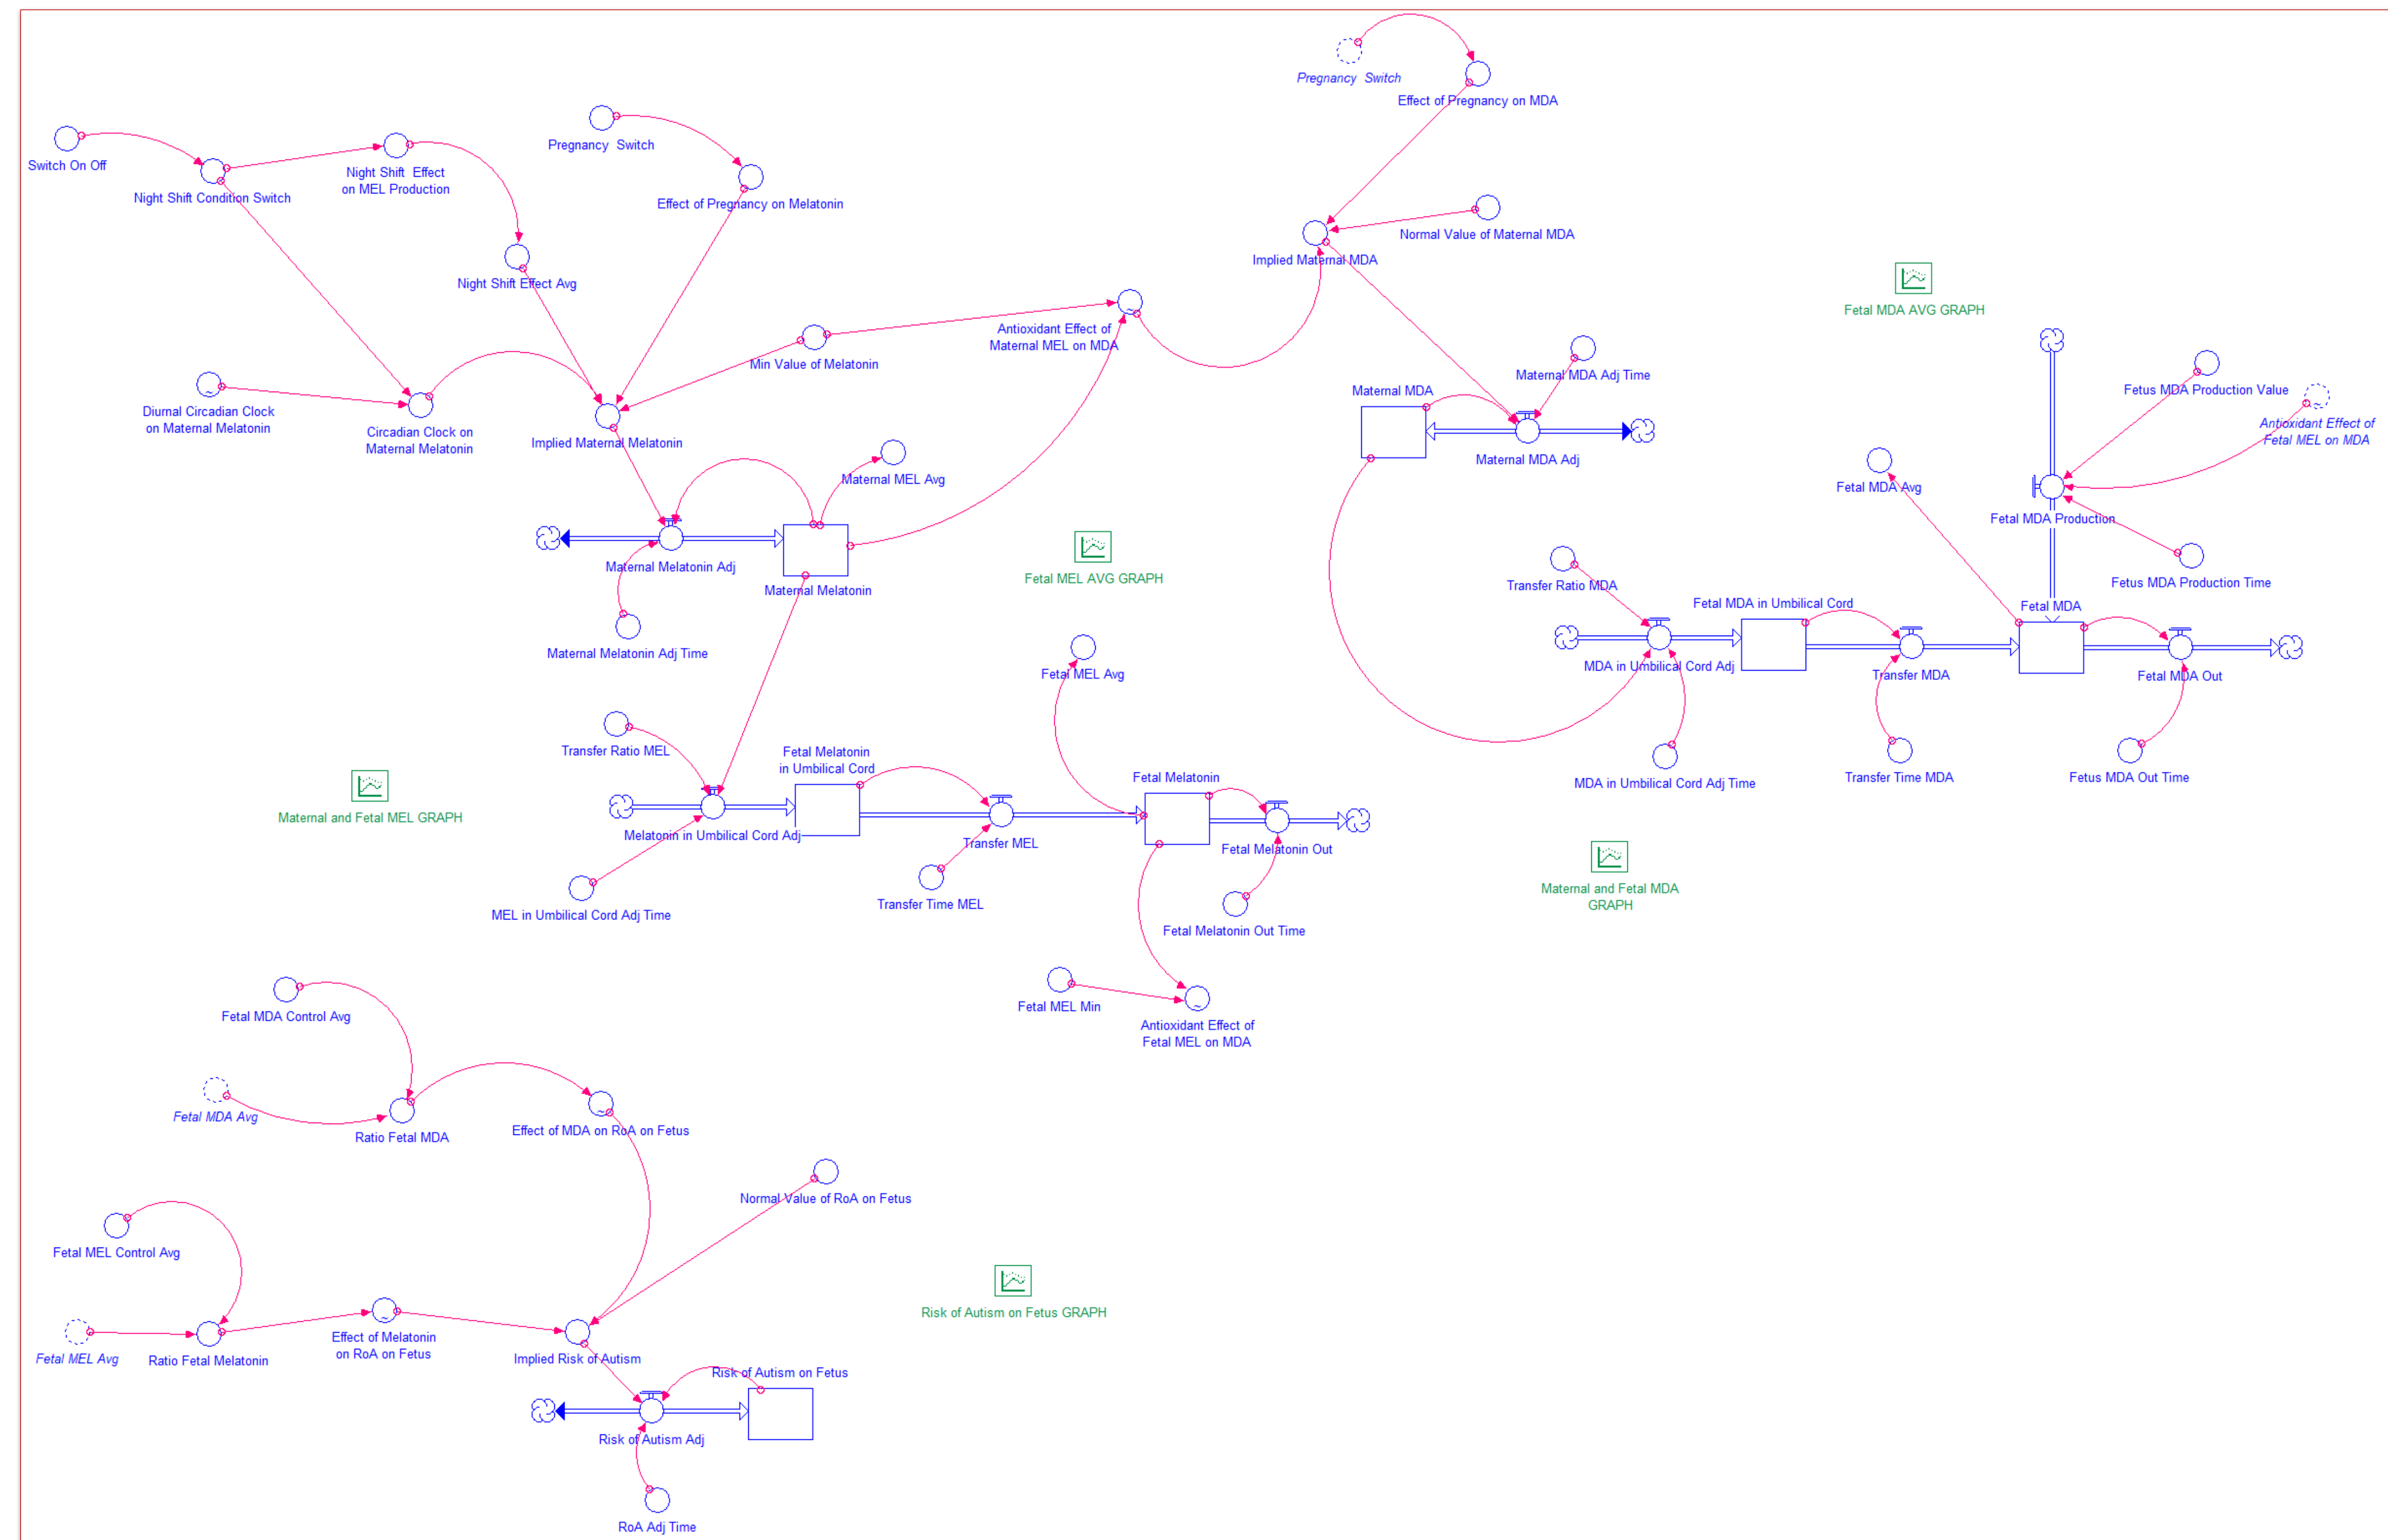 Pregnancy  Switch
Effect of Pregnancy on MDA
Switch On Off
Night Shift Condition Switch
Night Shift  Effect
on MEL Production
Pregnancy  Switch
Effect of Pregnancy on Melatonin
Night Shift Effect Avg
Normal Value of Maternal MDA
Implied Maternal MDA
Fetal MDA AVG GRAPH
Antioxidant Effect of
Maternal MEL on MDA
Min Value of Melatonin
Diurnal Circadian Clock
on Maternal Melatonin
Circadian Clock on
Maternal Melatonin
Implied Maternal Melatonin
Maternal MDA
Maternal MDA Adj Time
Maternal MDA Adj
Fetus MDA Production Value
Antioxidant Effect of
Fetal MEL on MDA
Maternal MEL Avg
Fetal MDA Avg
Fetal MDA Production
Maternal Melatonin Adj
Maternal Melatonin
Fetal MEL AVG GRAPH
Transfer Ratio MDA
Fetus MDA Production Time
Fetal MDA in Umbilical Cord
Fetal MDA
Maternal Melatonin Adj Time
Fetal MEL Avg
MDA in Umbilical Cord Adj
Transfer MDA
Fetal MDA Out
Transfer Ratio MEL
Fetal Melatonin
in Umbilical Cord
Fetal Melatonin
MDA in Umbilical Cord Adj Time
Transfer Time MDA
Fetus MDA Out Time
Maternal and Fetal MEL GRAPH
Melatonin in Umbilical Cord Adj
Transfer MEL
Fetal Melatonin Out
MEL in Umbilical Cord Adj Time
Transfer Time MEL
Fetal Melatonin Out Time
Maternal and Fetal MDA
GRAPH
Fetal MEL Min
Antioxidant Effect of
Fetal MEL on MDA
Fetal MDA Control Avg
Fetal MDA Avg
Ratio Fetal MDA
Effect of MDA on RoA on Fetus
Normal Value of RoA on Fetus
Fetal MEL Control Avg
Fetal MEL Avg
Ratio Fetal Melatonin
Effect of Melatonin
on RoA on Fetus
Implied Risk of Autism
Risk of Autism on Fetus GRAPH
Risk of Autism on Fetus
Risk of Autism Adj
RoA Adj Time